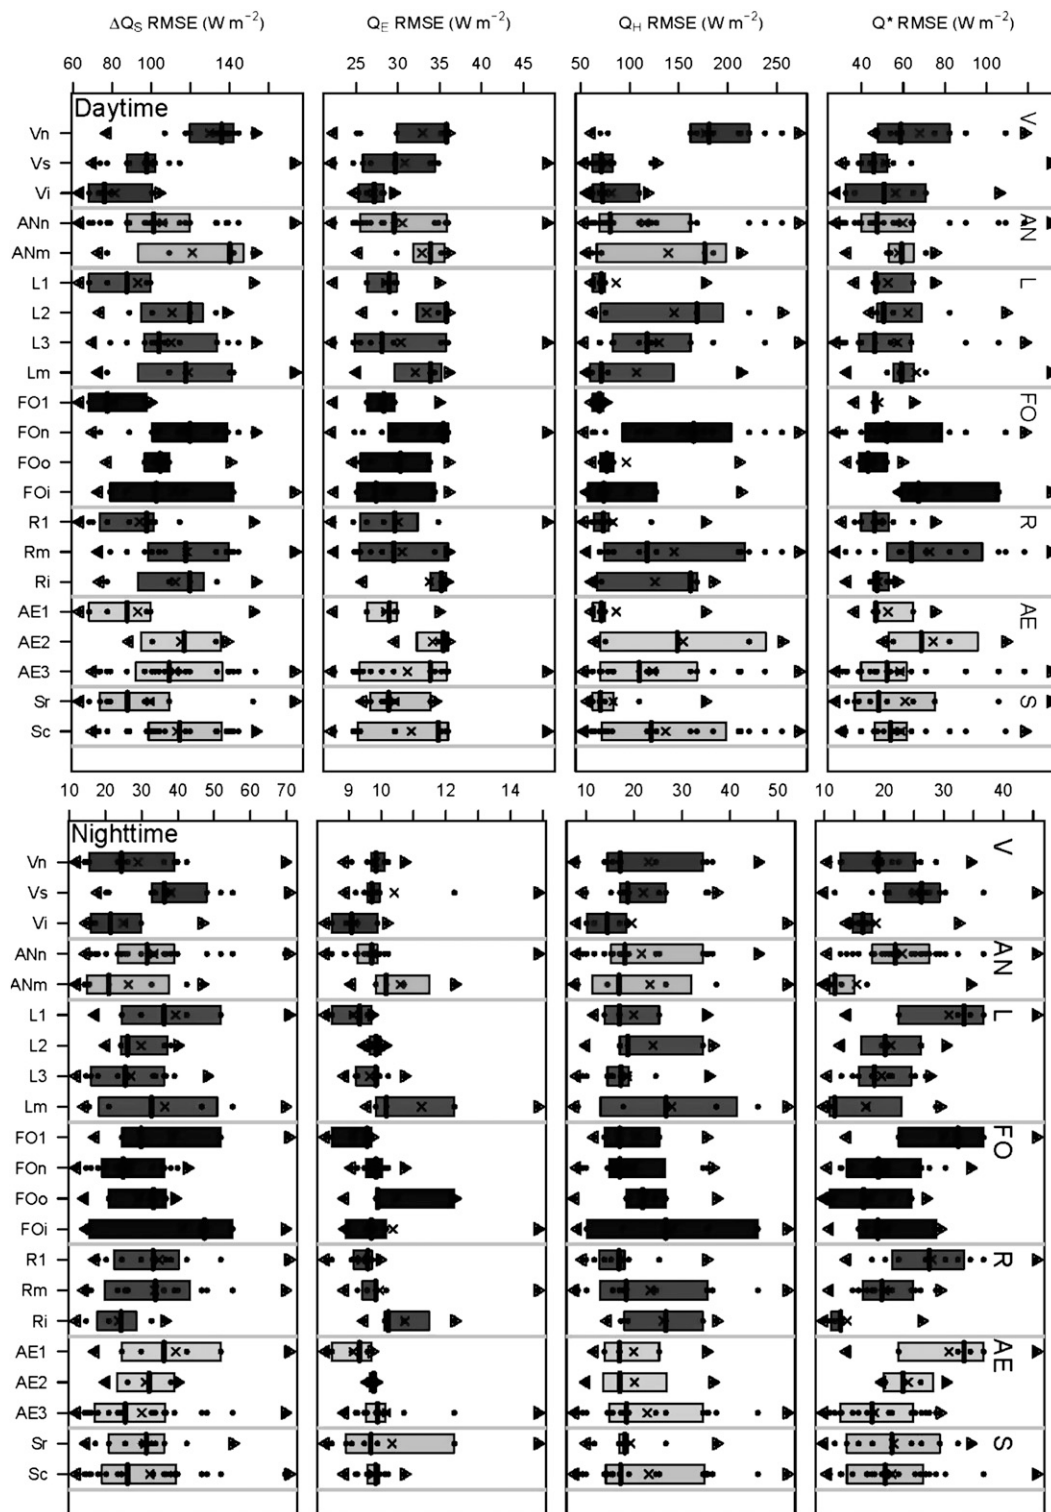 ΔQS RMSE (W m−2) QE RMSE (W m−2) QH RMSE (W m−2) Q* RMSE (W m−2)
60 100 140 25 30 35 40 45 50 100 150 200 250 40 60 80 100
Daytime
Vn V
Vs
Vi
ANn AN
ANm
L1 L
L2
L3
Lm
FO1 FO
FOn
FOo
FOi
R1 R
Rm
Ri
AE1 AE
AE2
AE3
Sr S
Sc
10 20 30 40 50 60 70 9 10 12 14 10 20 30 40 50 10 20 30 40
Nighttime
Vn V
Vs
Vi
ANn AN
ANm
L1 L
L2
L3
Lm
FO1 FO
FOn
FOo
FOi
R1 R
Rm
Ri
AE1 AE
AE2
AE3
Sr S
Sc